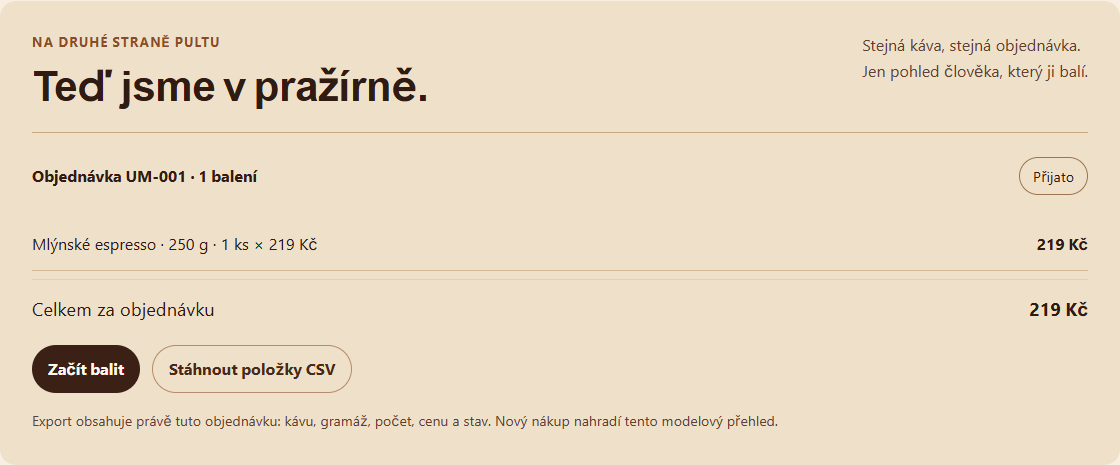 NA DRUHÉ STRANĚ PULTU
Teď jsme v pražírně.
Stejná káva, stejná objednávka.
Jen pohled člověka, který ji balí.
Objednávka UM-001 · 1 balení
Přijato
Mlýnské espresso · 250 g · 1 ks × 219 Kč
219 Kč
Celkem za objednávku
219 Kč
Začít balit
Stáhnout položky CSV
Export obsahuje právě tuto objednávku: kávu, gramáž, počet, cenu a stav. Nový nákup nahradí tento modelový přehled.